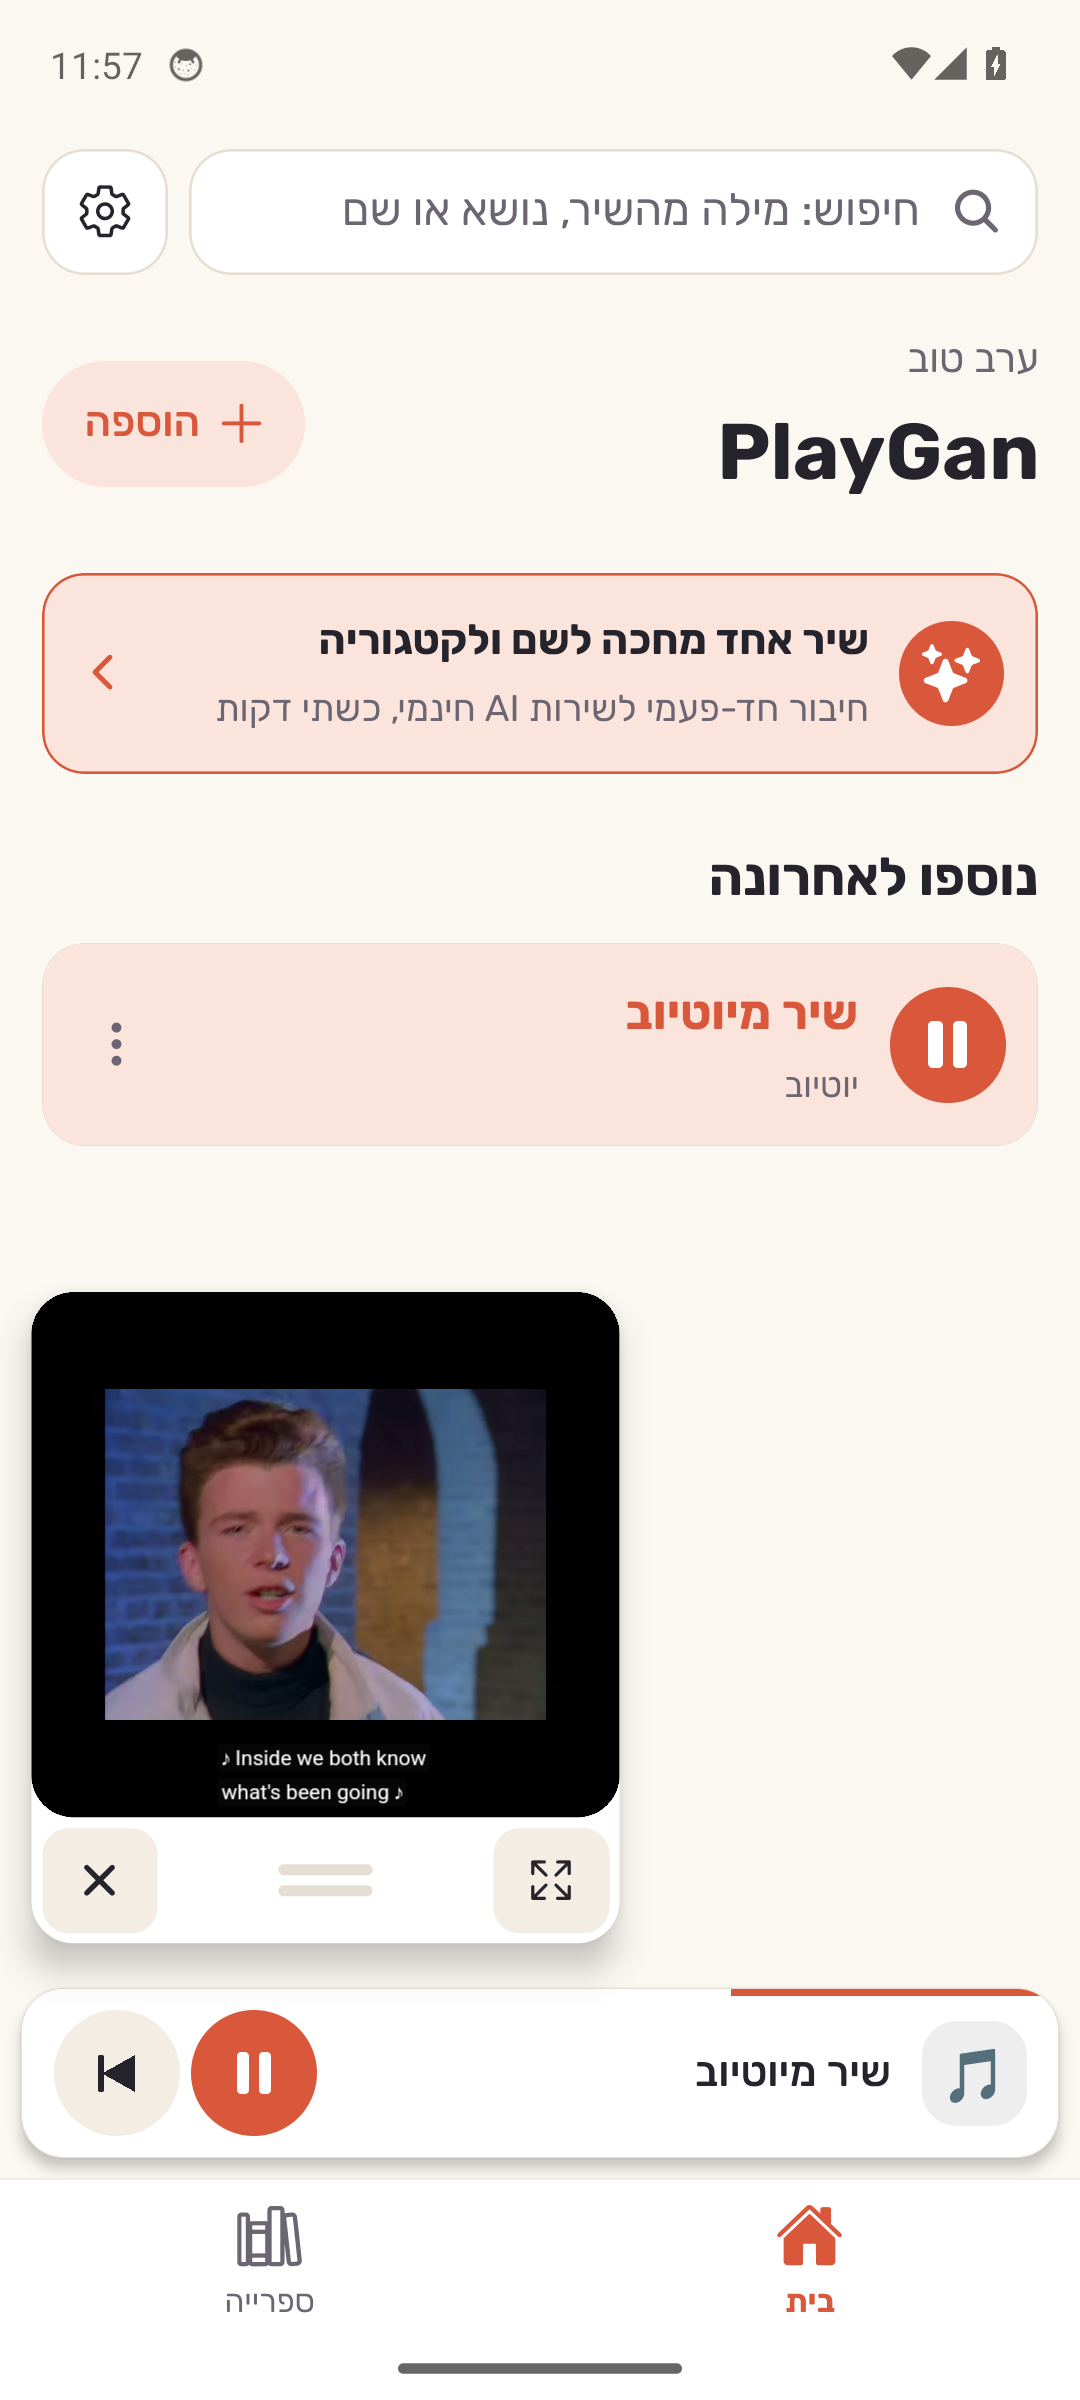 11:57
חיפוש: מילה מהשיר, נושא או שם
ערב טוב
PlayGan
הוספה
שיר אחד מחכה לשם ולקטגוריה
חיבור חד-פעמי לשירות AI חינמי, כשתי דקות
נוספו לאחרונה
שיר מיוטיוב
יוטיוב
♪ Inside we both know
what's been going ♪
שיר מיוטיוב
בית
ספרייה